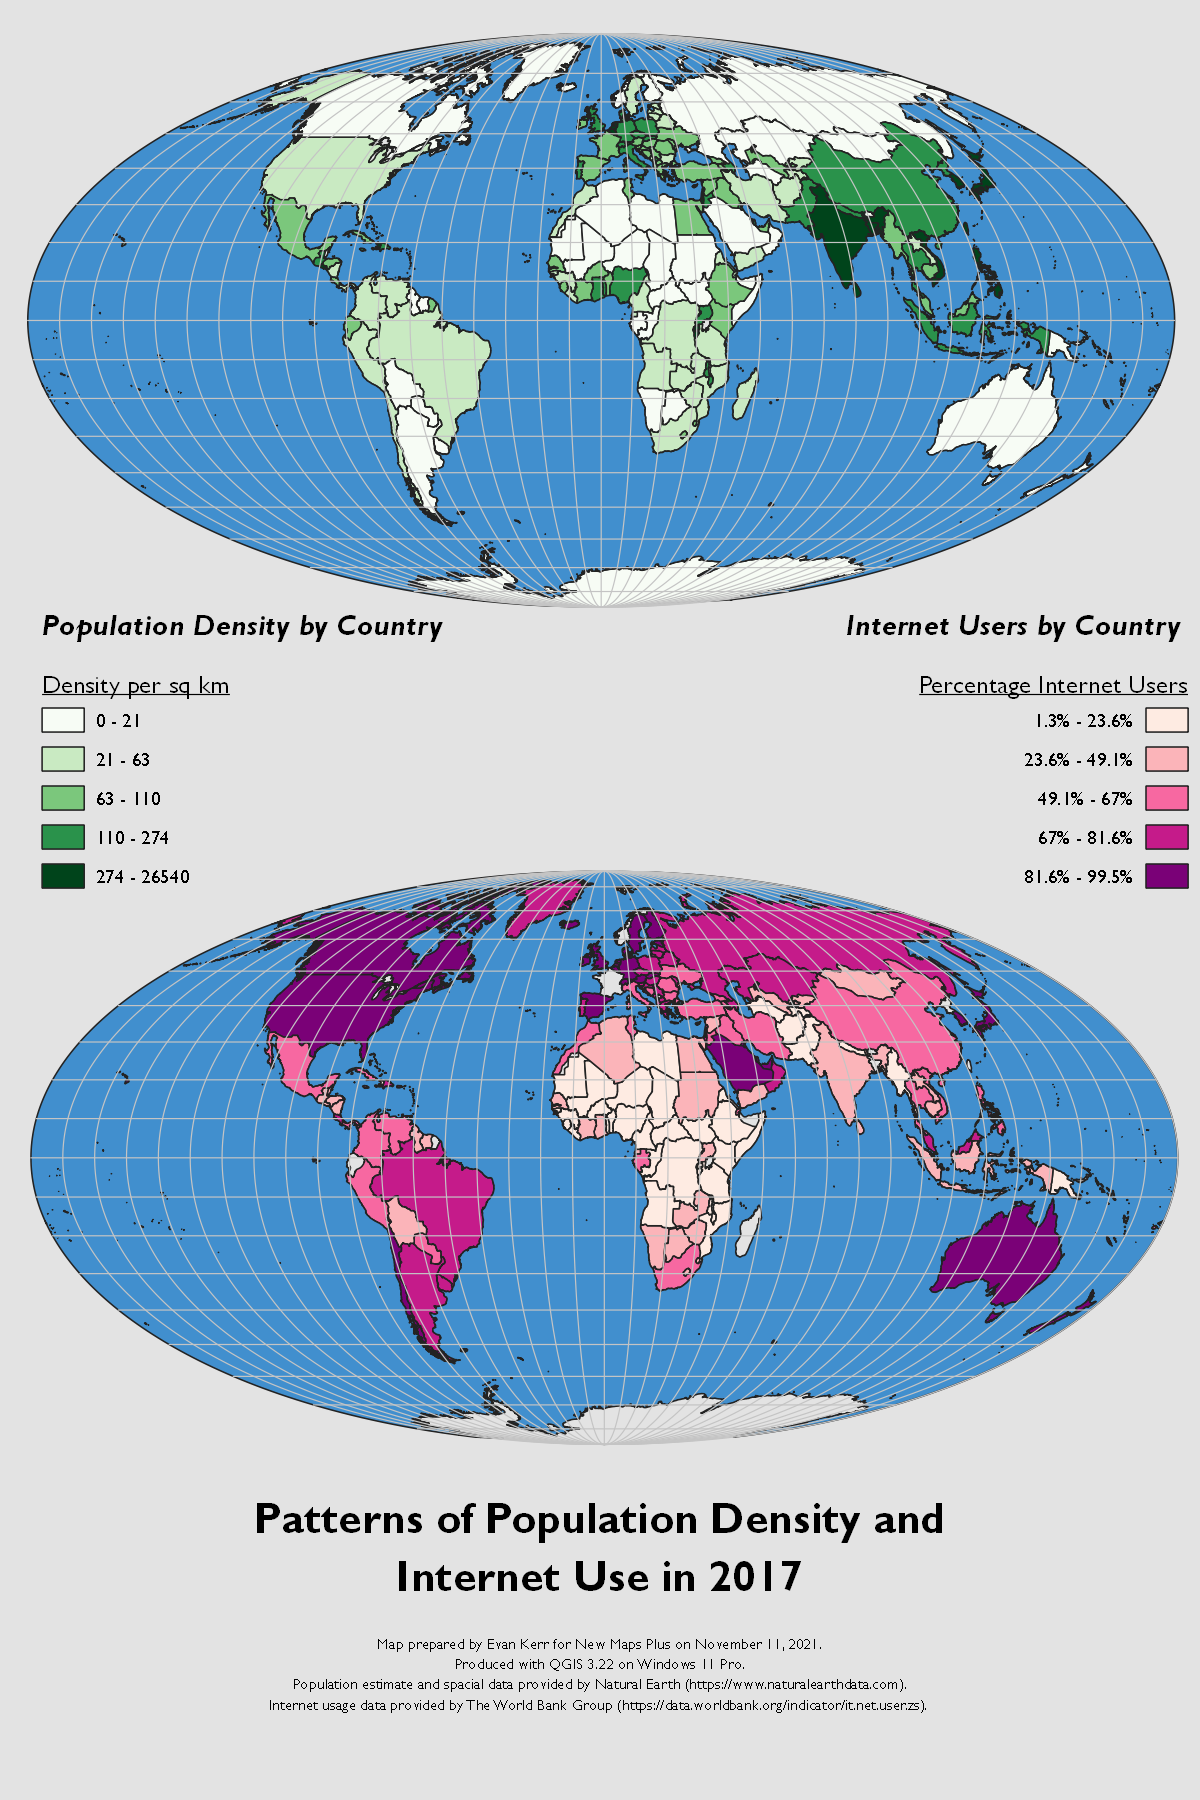 Population Density by Country
Density per sq km
0 - 21
21 - 63
63 - 110
110 - 274
274 - 26540
Internet Users by Country
Percentage Internet Users
1.3% - 23.6%
23.6% - 49.1%
49.1% - 67%
67% - 81.6%
81.6% - 99.5%
Patterns of Population Density and
Internet Use in 2017
Map prepared by Evan Kerr for New Maps Plus on November 11, 2021.
Produced with QGIS 3.22 on Windows 11 Pro.
Population estimate and spacial data provided by Natural Earth (https://www.naturalearthdata.com).
Internet usage data provided by The World Bank Group (https://data.worldbank.org/indicator/it.net.user.zs).